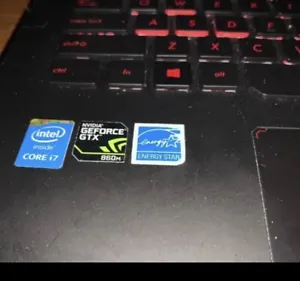 A S D
Z X C
ctrl fn alt
intel
inside
CORE i7
NVIDIA
GEFORCE
GTX
860M
energy
ENERGY STAR